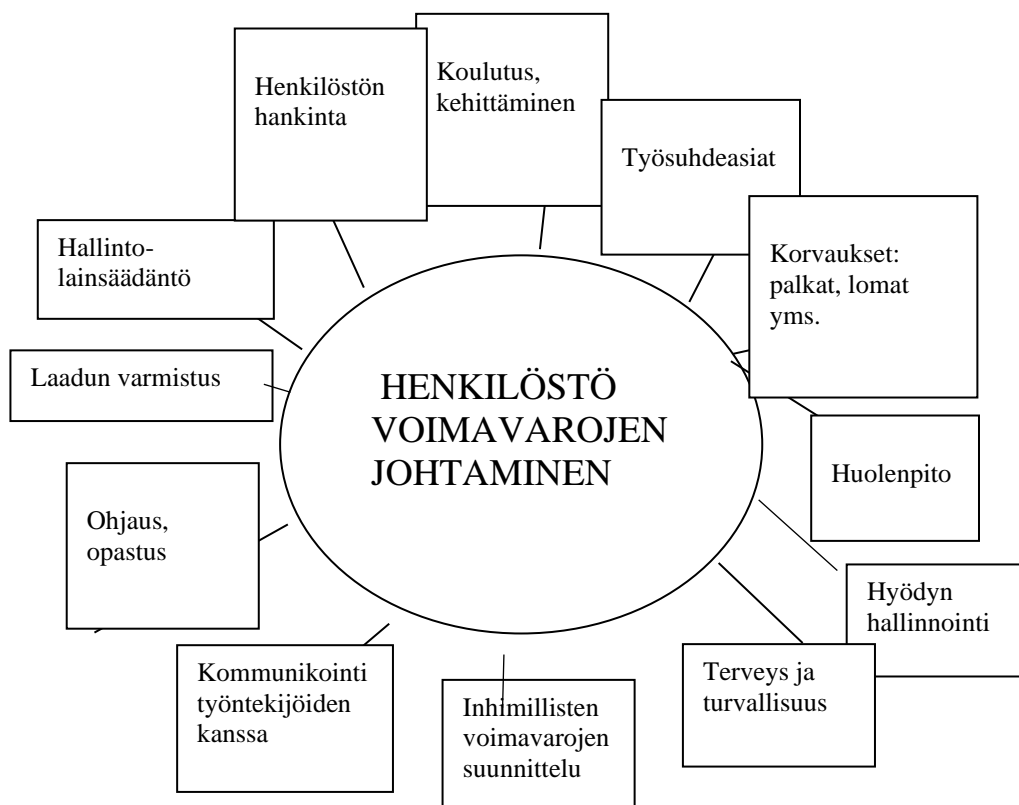 Henkilöstön
hankinta
Koulutus,
kehittäminen
Työsuhdeasiat
Hallinto-
lainsäädäntö
Korvaukset:
palkat, lomat
yms.
Laadun varmistus
HENKILÖSTÖ
VOIMAVAROJEN
JOHTAMINEN
Huolenpito
Ohjaus,
opastus
Hyödyn
hallinnointi
Kommunikointi
työntekijöiden
kanssa
Inhimillisten
voimavarojen
suunnittelu
Terveys ja
turvallisuus